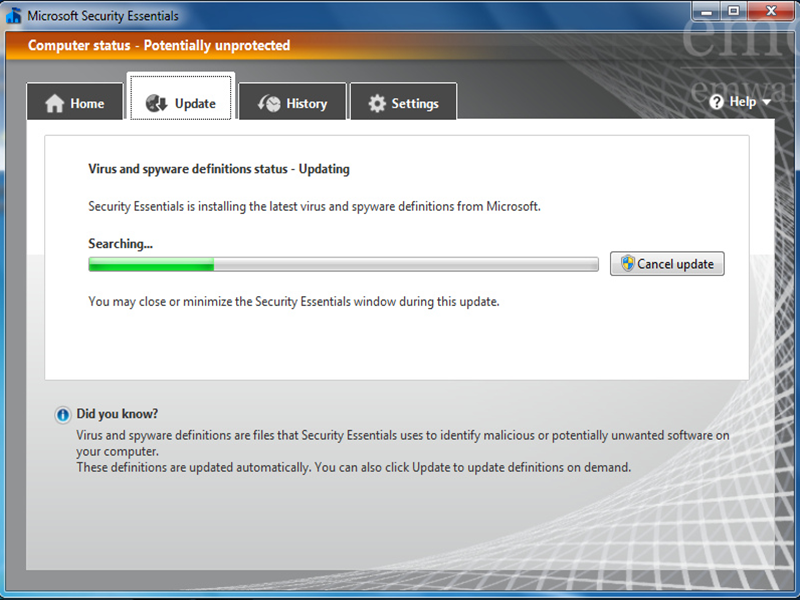 Microsoft Security Essentials
Computer status - Potentially unprotected
Home
Update
History
Settings
Help
Virus and spyware definitions status - Updating
Security Essentials is installing the latest virus and spyware definitions from Microsoft.
Searching...
Cancel update
You may close or minimize the Security Essentials window during this update.
Did you know?
Virus and spyware definitions are files that Security Essentials uses to identify malicious or potentially unwanted software on
your computer.
These definitions are updated automatically. You can also click Update to update definitions on demand.